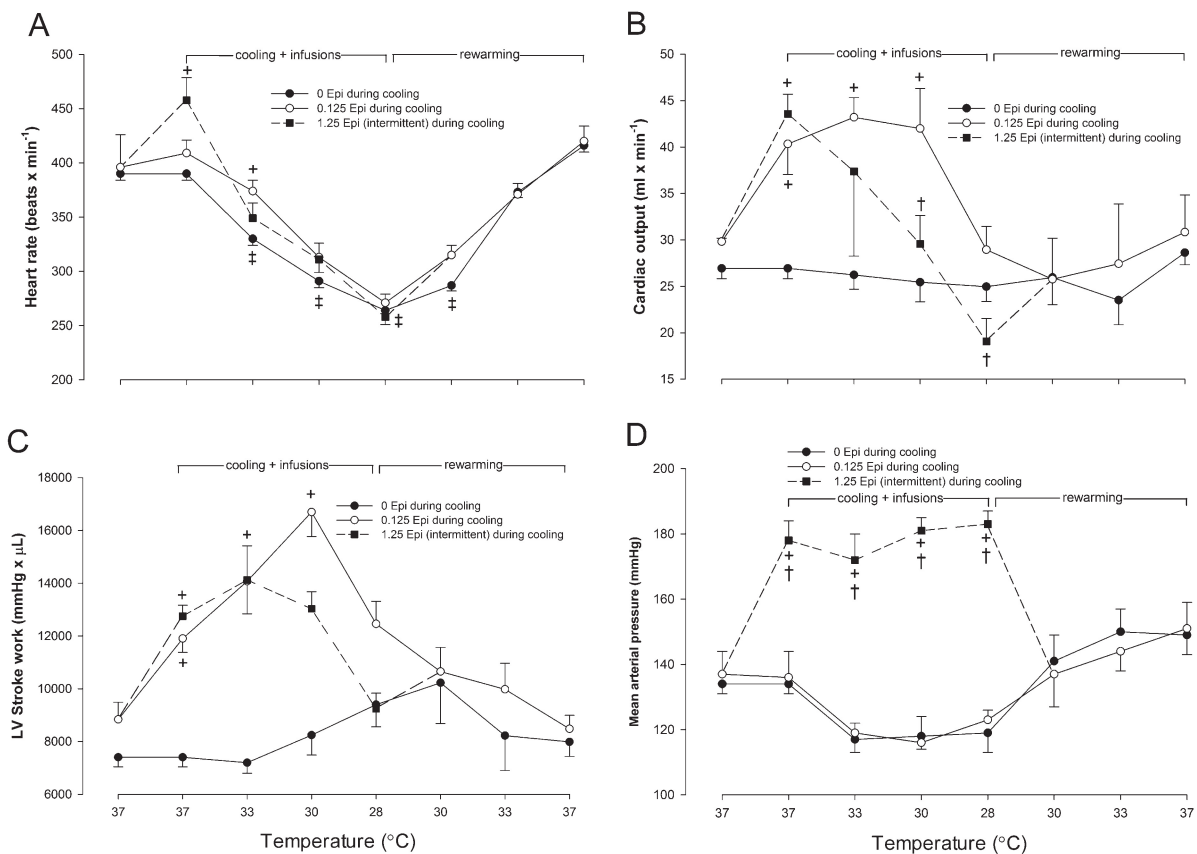 A
cooling + infusions
rewarming
0 Epi during cooling
0.125 Epi during cooling
1.25 Epi (intermittent) during cooling
Heart rate (beats x min⁻¹)
500
450
400
350
300
250
200
+
+
‡
‡
‡
‡
B
cooling + infusions
rewarming
0 Epi during cooling
0.125 Epi during cooling
1.25 Epi (intermittent) during cooling
Cardiac output (ml x min⁻¹)
50
45
40
35
30
25
20
15
+
+
+
+
†
†
C
cooling + infusions
rewarming
0 Epi during cooling
0.125 Epi during cooling
1.25 Epi (intermittent) during cooling
LV Stroke work (mmHg x µL)
18000
16000
14000
12000
10000
8000
6000
+
+
+
+
37 37 33 30 28 30 33 37
Temperature (°C)
D
0 Epi during cooling
0.125 Epi during cooling
1.25 Epi (intermittent) during cooling
cooling + infusions
rewarming
Mean arterial pressure (mmHg)
200
180
160
140
120
100
+
†
+
†
+
†
+
†
37 37 33 30 28 30 33 37
Temperature (°C)